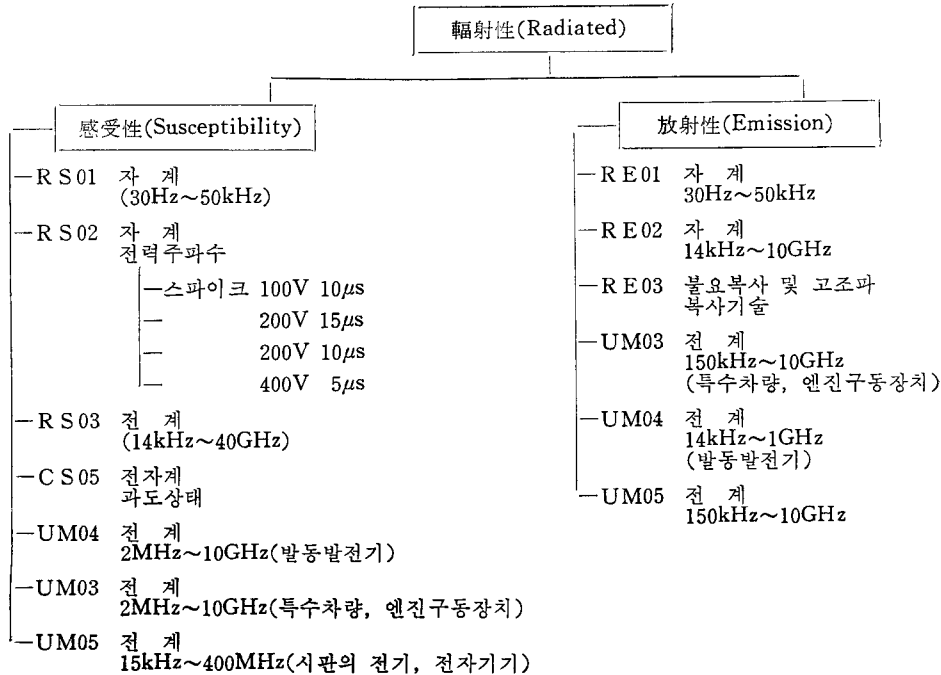 輻射性(Radiated)
感受性(Susceptibility)
RS01 자 계
(30Hz~50kHz)
RS02 자 계
전력주파수
스파이크 100V 10μs
200V 15μs
200V 10μs
400V 5μs
RS03 전 계
(14kHz~40GHz)
CS05 전자계
과도상태
UM04 전 계
2MHz~10GHz(발동발전기)
UM03 전 계
2MHz~10GHz(특수차량, 엔진구동장치)
UM05 전 계
15kHz~400MHz(시판의 전기, 전자기기)
放射性(Emission)
RE01 자 계
30Hz~50kHz
RE02 자 계
14kHz~10GHz
RE03 불요복사 및 고조파
복사기술
UM03 전 계
150kHz~10GHz
(특수차량, 엔진구동장치)
UM04 전 계
14kHz~1GHz
(발동발전기)
UM05 전 계
150kHz~10GHz